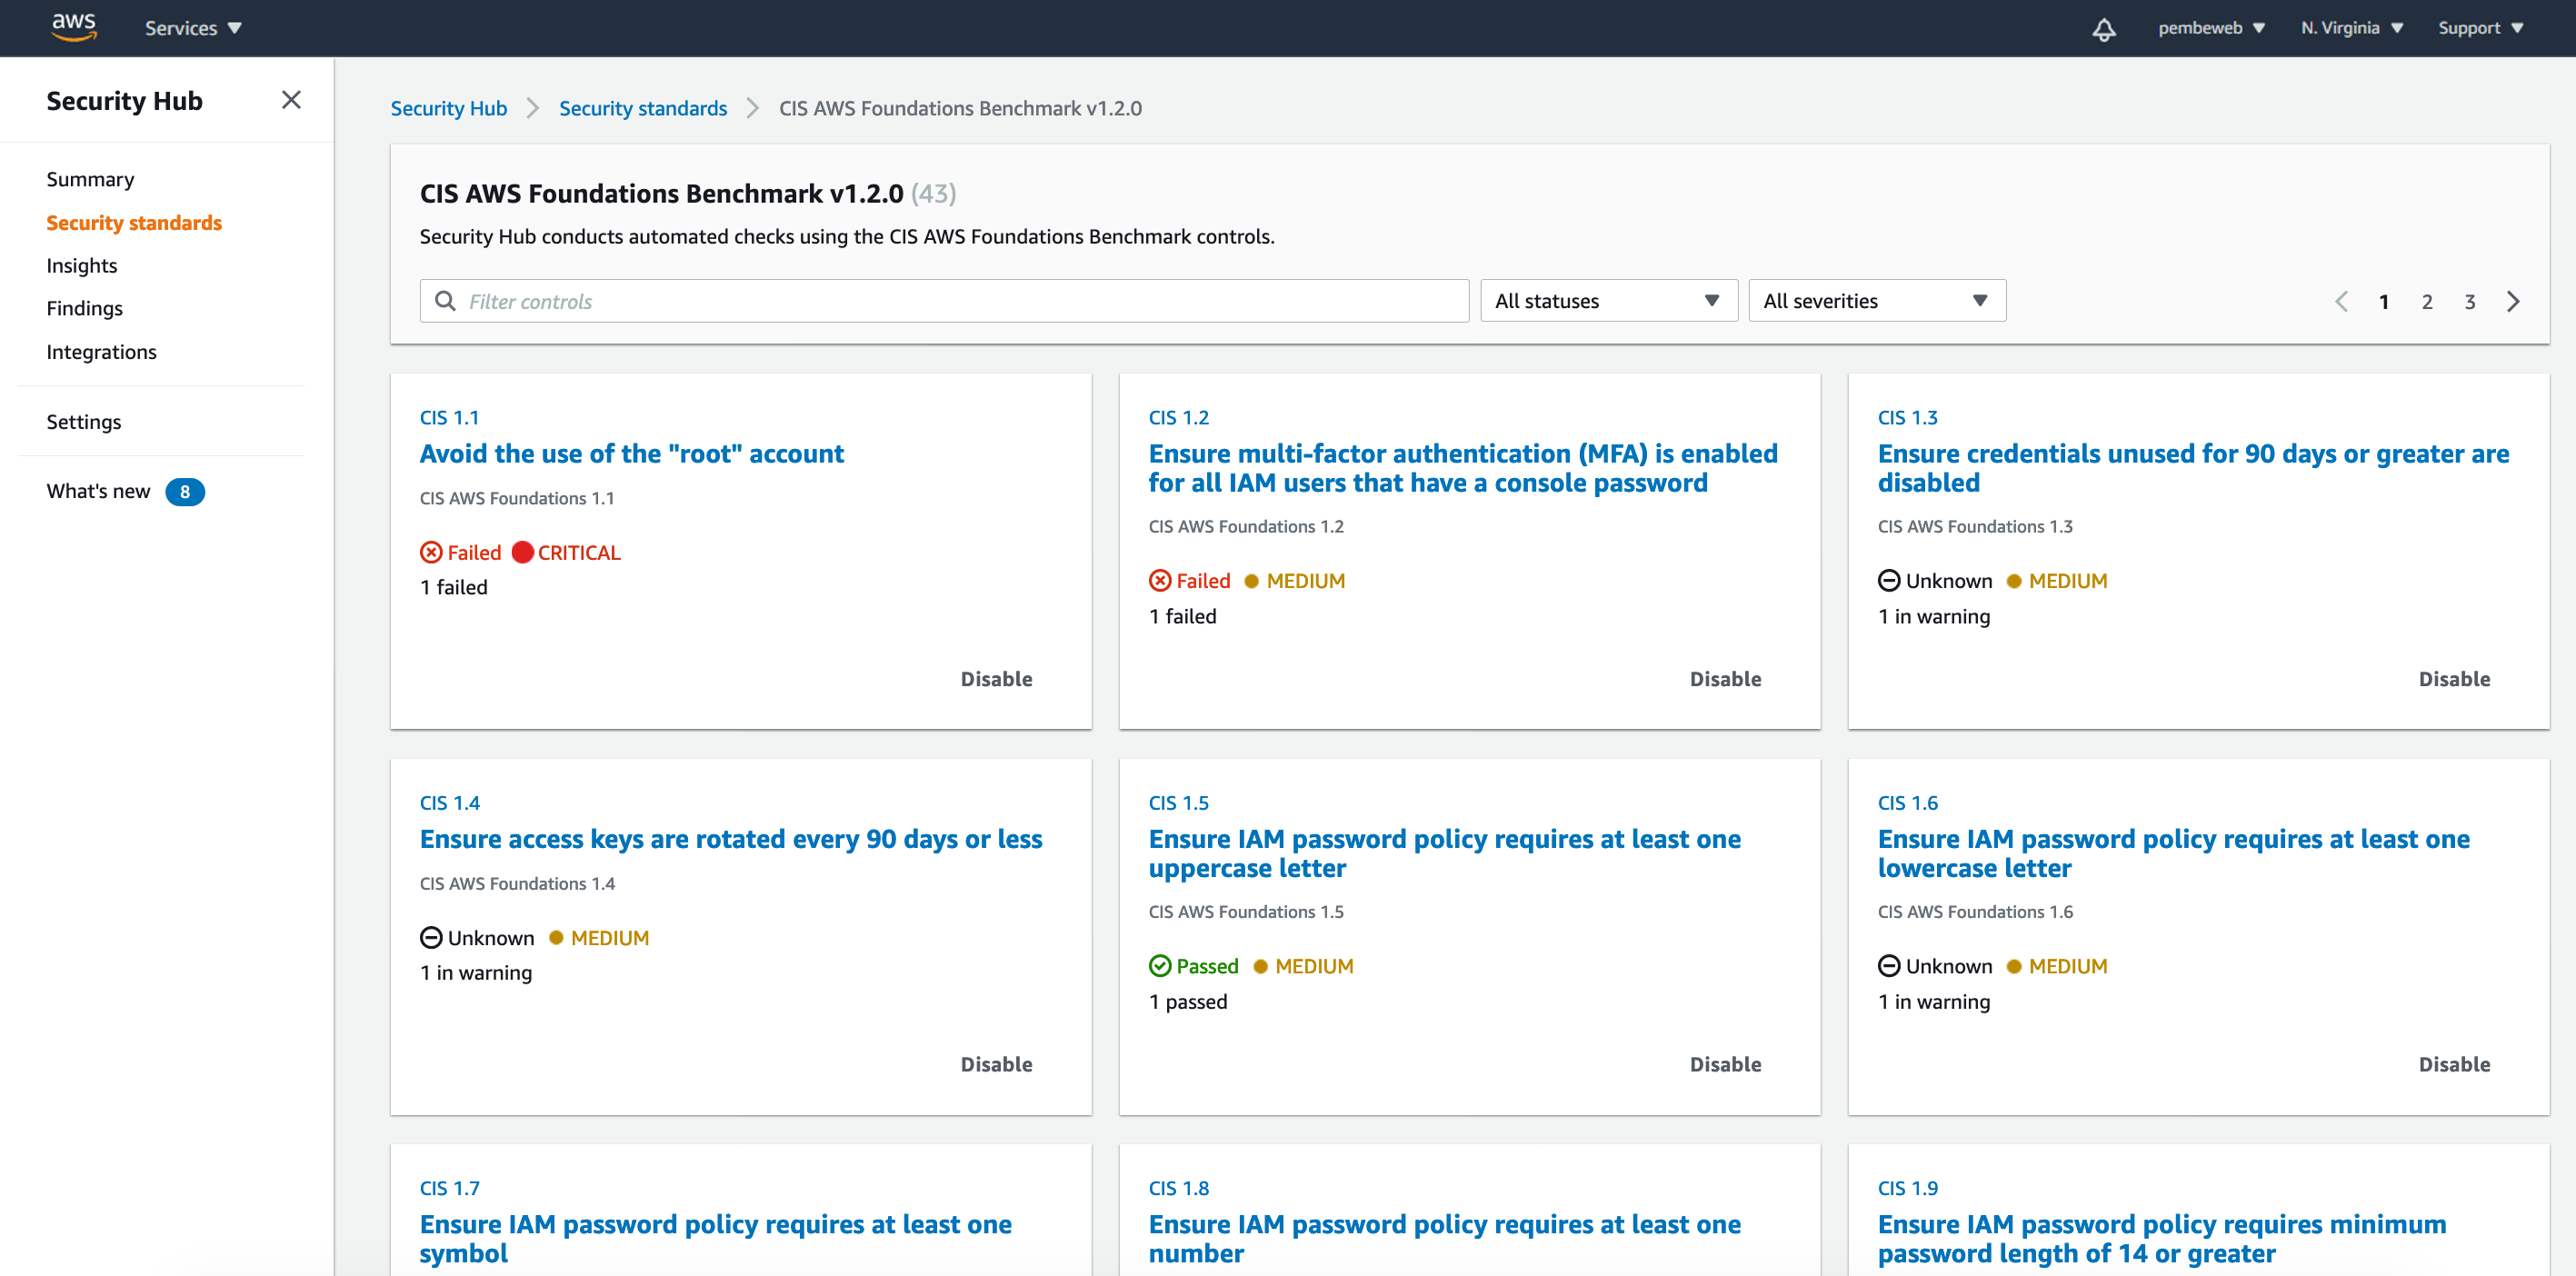 aws
Services
pembeweb
N. Virginia
Support
Security Hub
Summary
Security standards
Insights
Findings
Integrations
Settings
What's new 8
Security Hub
Security standards
CIS AWS Foundations Benchmark v1.2.0
CIS AWS Foundations Benchmark v1.2.0 (43)
Security Hub conducts automated checks using the CIS AWS Foundations Benchmark controls.
Filter controls
All statuses
All severities
1 2 3
CIS 1.1
Avoid the use of the "root" account
CIS AWS Foundations 1.1
Failed CRITICAL
1 failed
Disable
CIS 1.2
Ensure multi-factor authentication (MFA) is enabled
for all IAM users that have a console password
CIS AWS Foundations 1.2
Failed MEDIUM
1 failed
Disable
CIS 1.3
Ensure credentials unused for 90 days or greater are
disabled
CIS AWS Foundations 1.3
Unknown MEDIUM
1 in warning
Disable
CIS 1.4
Ensure access keys are rotated every 90 days or less
CIS AWS Foundations 1.4
Unknown MEDIUM
1 in warning
Disable
CIS 1.5
Ensure IAM password policy requires at least one
uppercase letter
CIS AWS Foundations 1.5
Passed MEDIUM
1 passed
Disable
CIS 1.6
Ensure IAM password policy requires at least one
lowercase letter
CIS AWS Foundations 1.6
Unknown MEDIUM
1 in warning
Disable
CIS 1.7
Ensure IAM password policy requires at least one
symbol
CIS 1.8
Ensure IAM password policy requires at least one
number
CIS 1.9
Ensure IAM password policy requires minimum
password length of 14 or greater